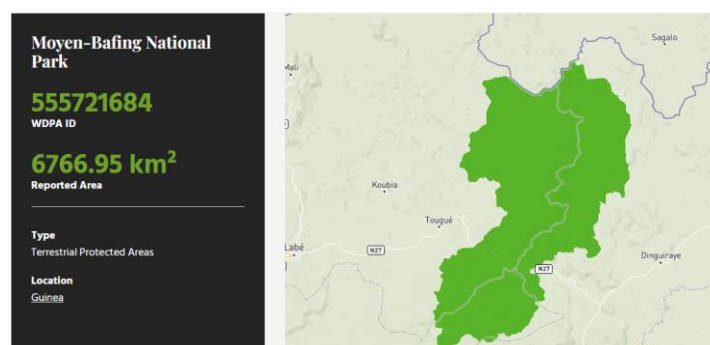 Moyen-Bafing National
Park
555721684
WDPA ID
6766.95 km²
Reported Area
Type
Terrestrial Protected Areas
Location
Guinea
Sagalo
Mali
Koubia
Tougué
Labé
N27
N27
Dinguiraye